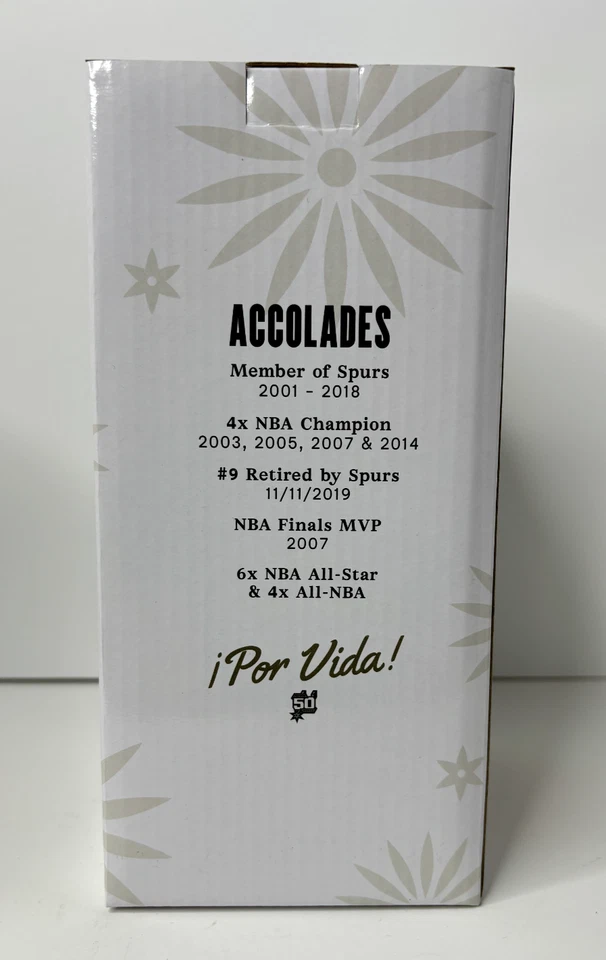 ACCOLADES
Member of Spurs
2001 - 2018
4x NBA Champion
2003, 2005, 2007 & 2014
#9 Retired by Spurs
11/11/2019
NBA Finals MVP
2007
6x NBA All-Star
& 4x All-NBA
¡Por Vida!
50